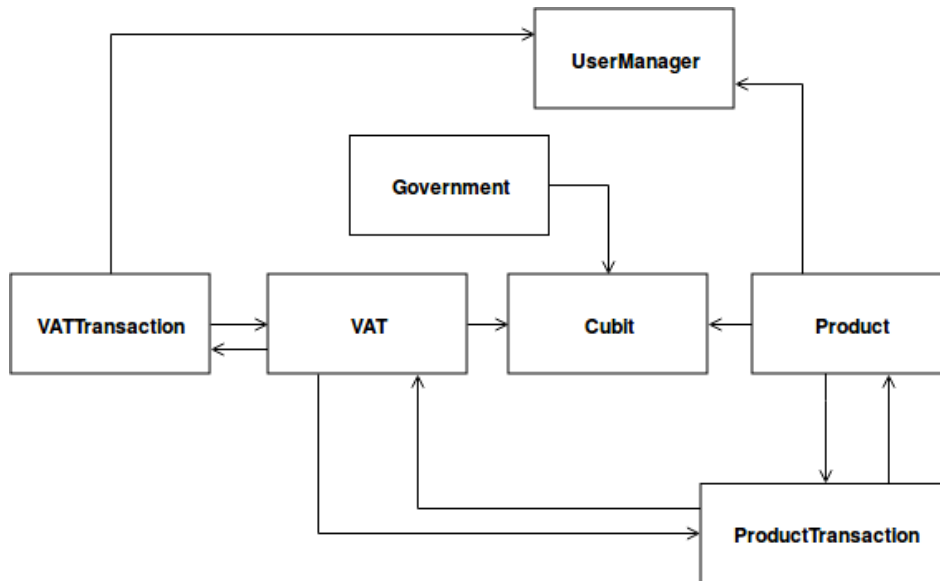 UserManager
Government
VATTransaction
VAT
Cubit
Product
ProductTransaction